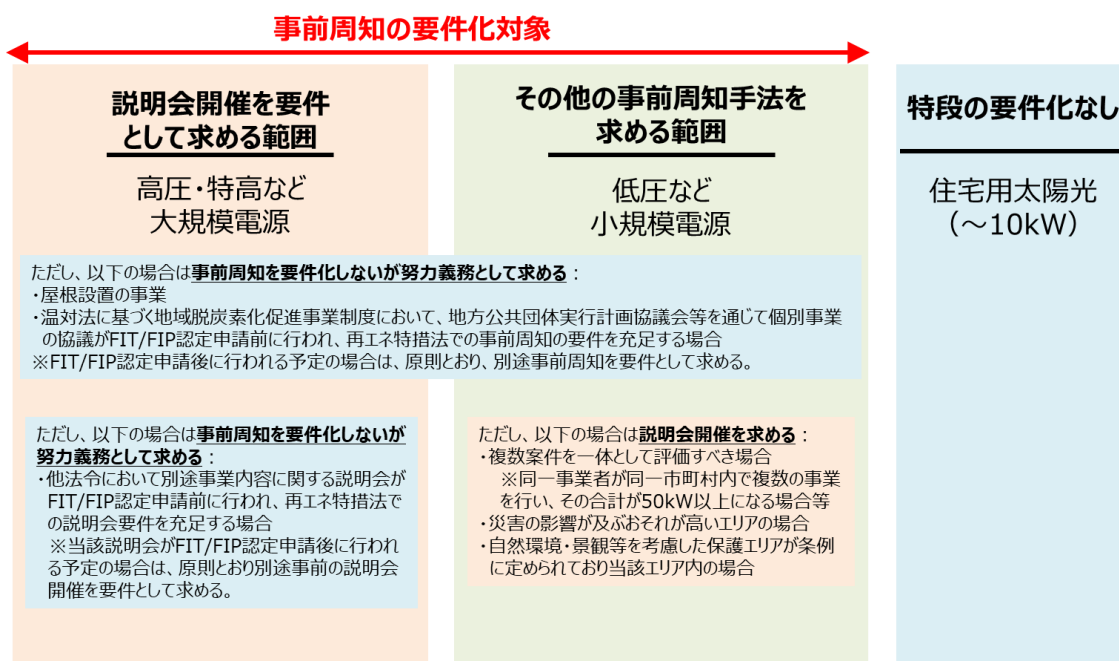 事前周知の要件化対象
説明会開催を要件
として求める範囲
高圧・特高など
大規模電源
その他の事前周知手法を
求める範囲
低圧など
小規模電源
特段の要件化なし
住宅用太陽光
（～10kW）
ただし、以下の場合は事前周知を要件化しないが努力義務として求める：
・屋根設置の事業
・温対法に基づく地域脱炭素化促進事業制度において、地方公共団体実行計画協議会等を通じて個別事業
の協議がFIT/FIP認定申請前に行われ、再エネ特措法での事前周知の要件を充足する場合
※FIT/FIP認定申請後に行われる予定の場合は、原則とおり、別途事前周知を要件として求める。
ただし、以下の場合は事前周知を要件化しないが
努力義務として求める：
・他法令において別途事業内容に関する説明会が
FIT/FIP認定申請前に行われ、再エネ特措法で
の説明会要件を充足する場合
※当該説明会がFIT/FIP認定申請後に行われ
る予定の場合は、原則とおり別途事前の説明会
開催を要件として求める。
ただし、以下の場合は説明会開催を求める：
・複数案件を一体として評価すべき場合
※同一事業者が同一市町村内で複数の事業
を行い、その合計が50kW以上になる場合等
・災害の影響が及ぶおそれが高いエリアの場合
・自然環境・景観等を考慮した保護エリアが条例
に定められており当該エリア内の場合